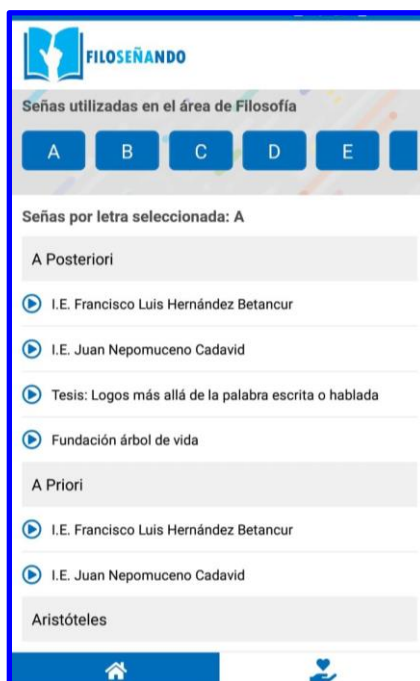 FILOSEÑANDO
Señas utilizadas en el área de Filosofía
A B C D E
Señas por letra seleccionada: A
A Posteriori
I.E. Francisco Luis Hernández Betancur
I.E. Juan Nepomuceno Cadavid
Tesis: Logos más allá de la palabra escrita o hablada
Fundación árbol de vida
A Priori
I.E. Francisco Luis Hernández Betancur
I.E. Juan Nepomuceno Cadavid
Aristóteles